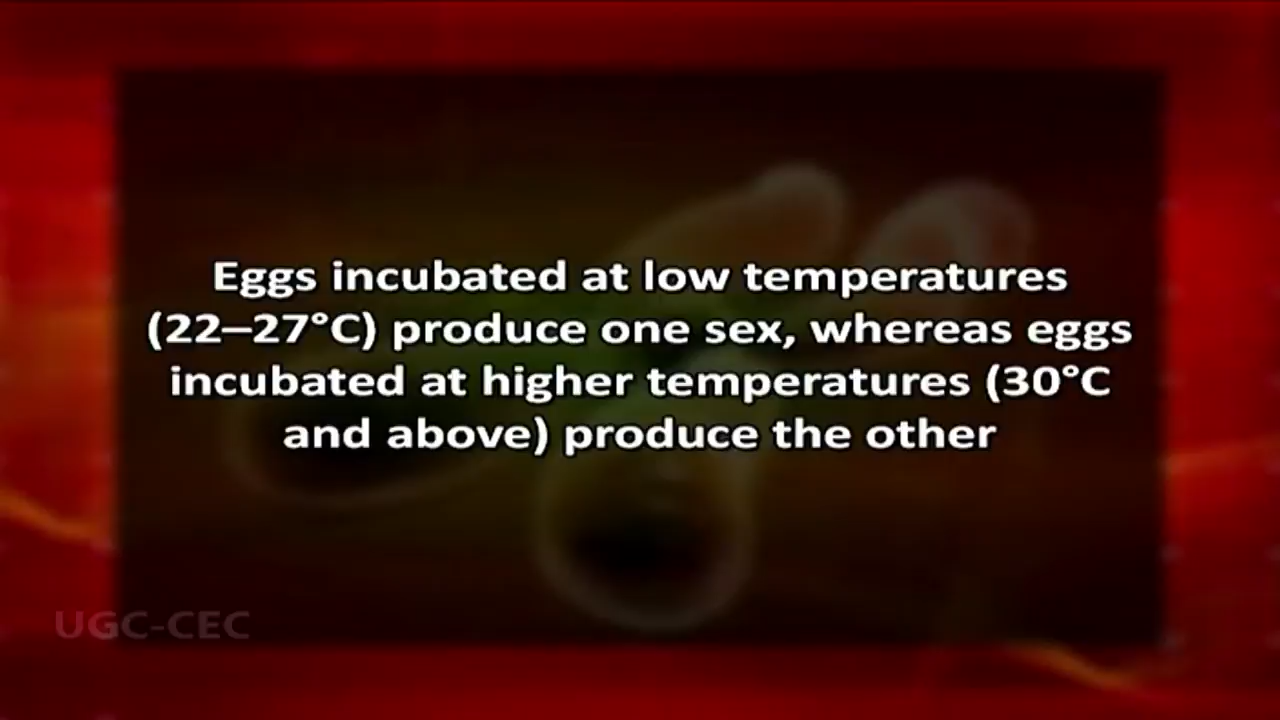 Eggs incubated at low temperatures
(22–27°C) produce one sex, whereas eggs
incubated at higher temperatures (30°C
and above) produce the other
UGC-CEC